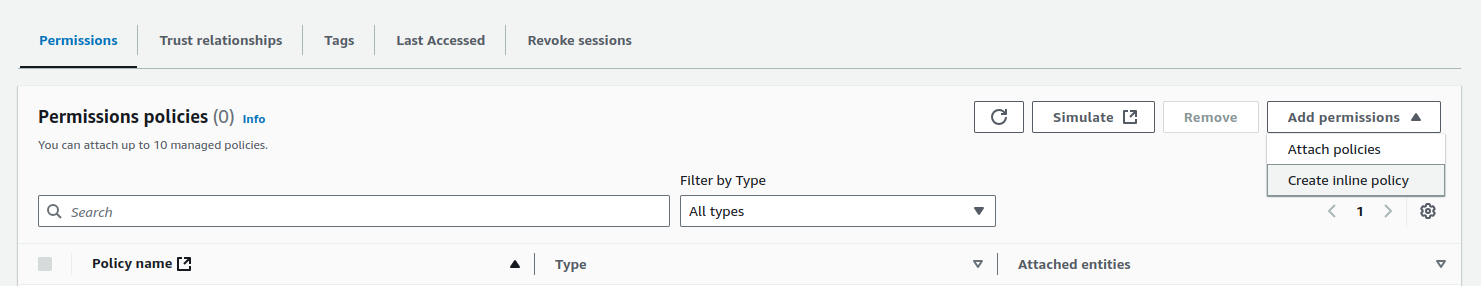 Permissions
Trust relationships
Tags
Last Accessed
Revoke sessions
Permissions policies (0) Info
You can attach up to 10 managed policies.
Simulate
Remove
Add permissions
Attach policies
Create inline policy
Filter by Type
Search
All types
1
Policy name
Type
Attached entities